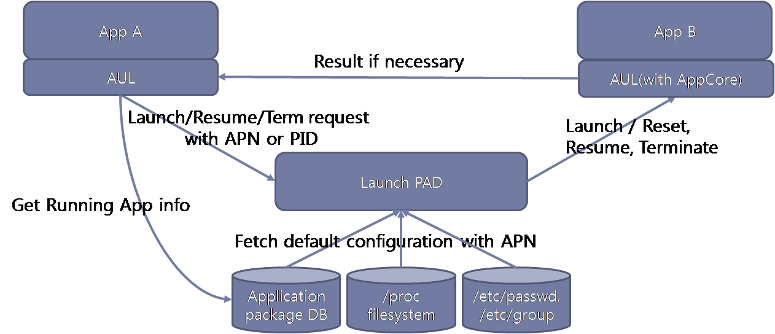 App A
App B
AUL
Result if necessary
AUL(with AppCore)
Launch/Resume/Term request
with APN or PID
Launch / Reset,
Resume, Terminate
Launch PAD
Get Running App info
Fetch default configuration with APN
Application
package DB
/proc
filesystem
/etc/passwd,
/etc/group